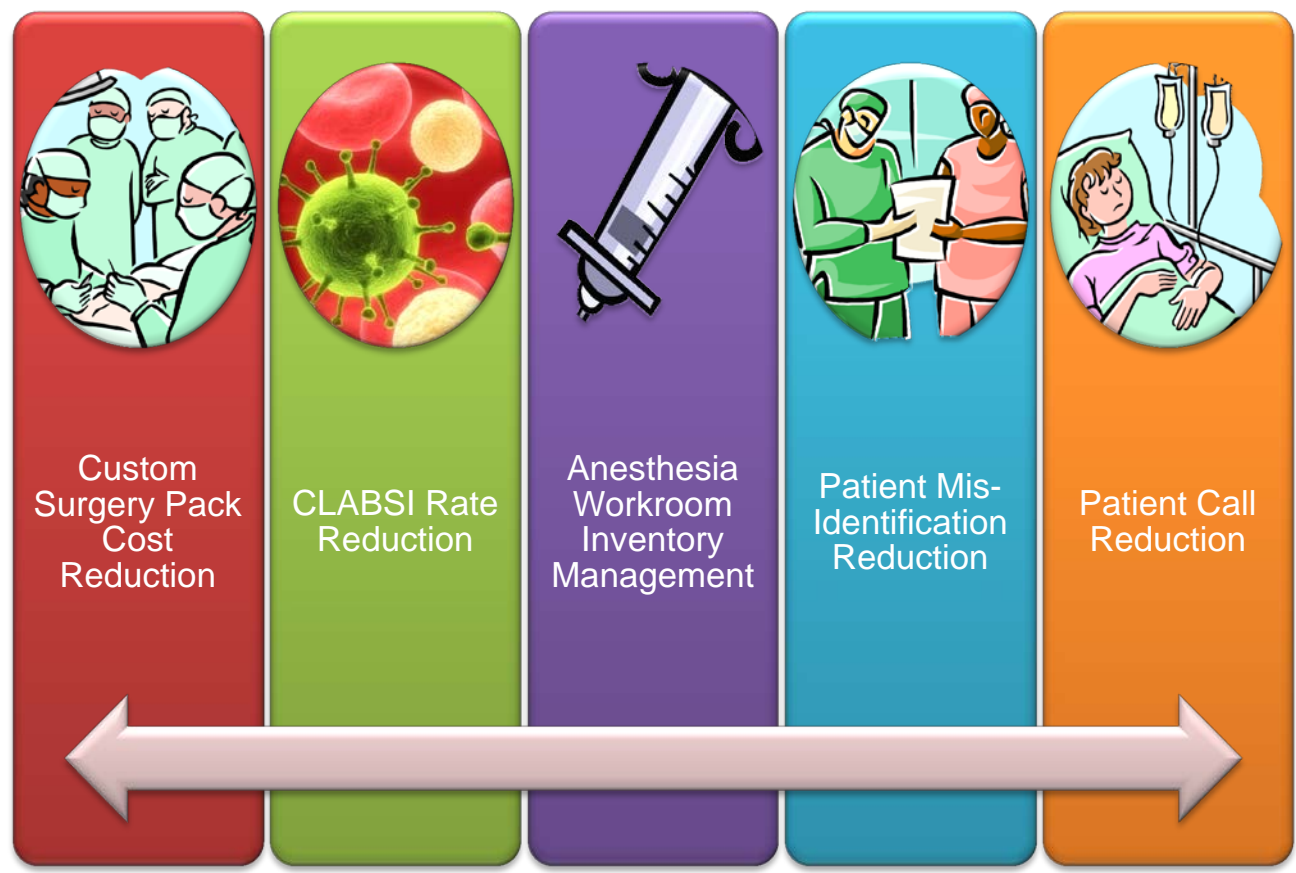 Custom
Surgery Pack
Cost
Reduction
CLABSI Rate
Reduction
Anesthesia
Workroom
Inventory
Management
Patient Mis-
Identification
Reduction
Patient Call
Reduction